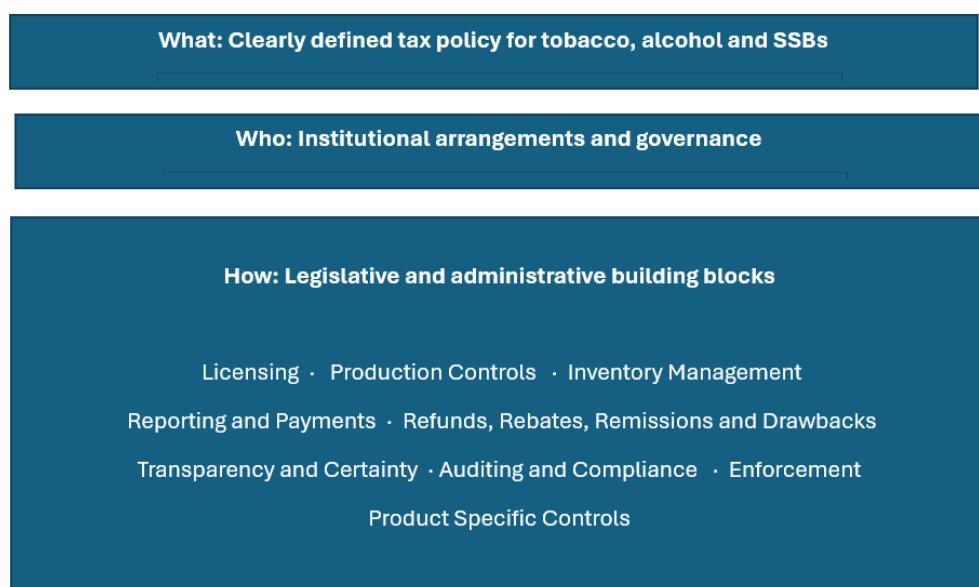 What: Clearly defined tax policy for tobacco, alcohol and SSBs
Who: Institutional arrangements and governance
How: Legislative and administrative building blocks
Licensing · Production Controls · Inventory Management
Reporting and Payments · Refunds, Rebates, Remissions and Drawbacks
Transparency and Certainty · Auditing and Compliance · Enforcement
Product Specific Controls